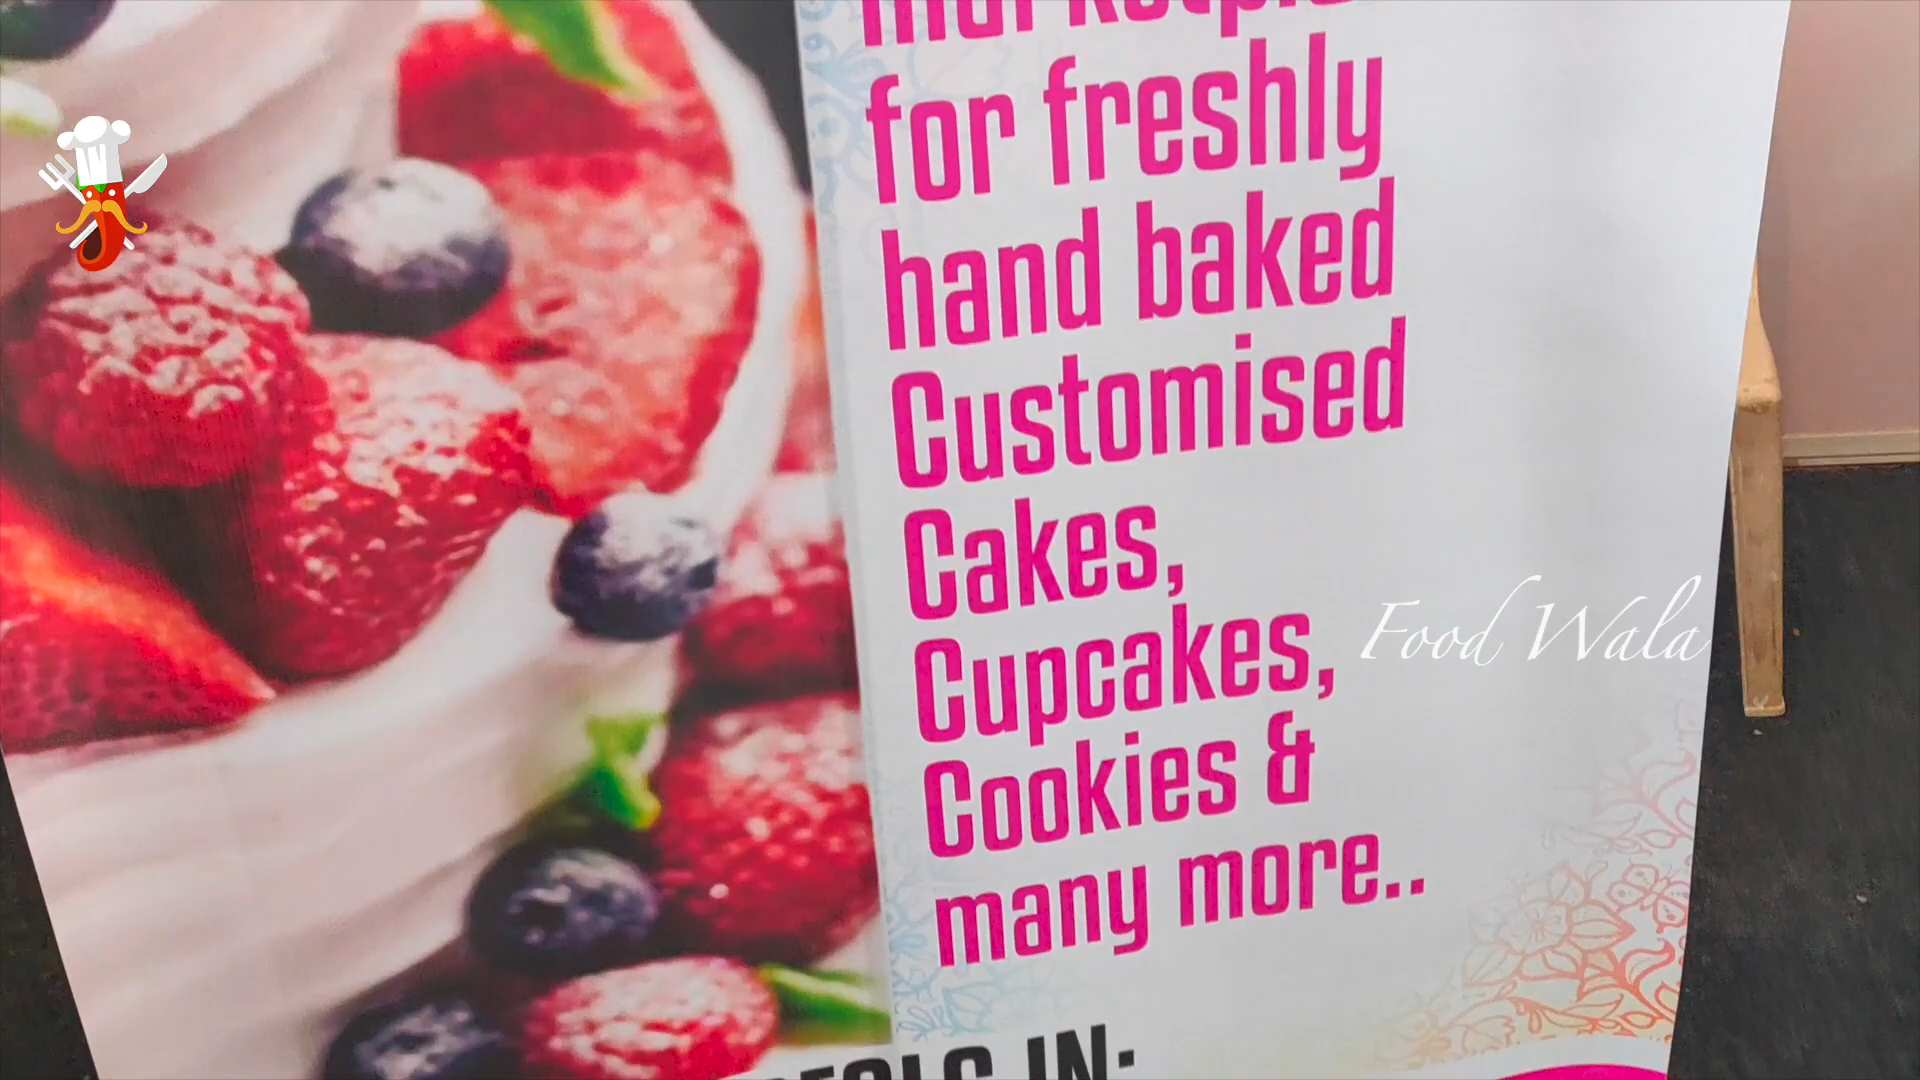 for freshly
hand baked
Customised
Cakes,
Cupcakes,
Cookies &
many more..
Food Wala
IN: